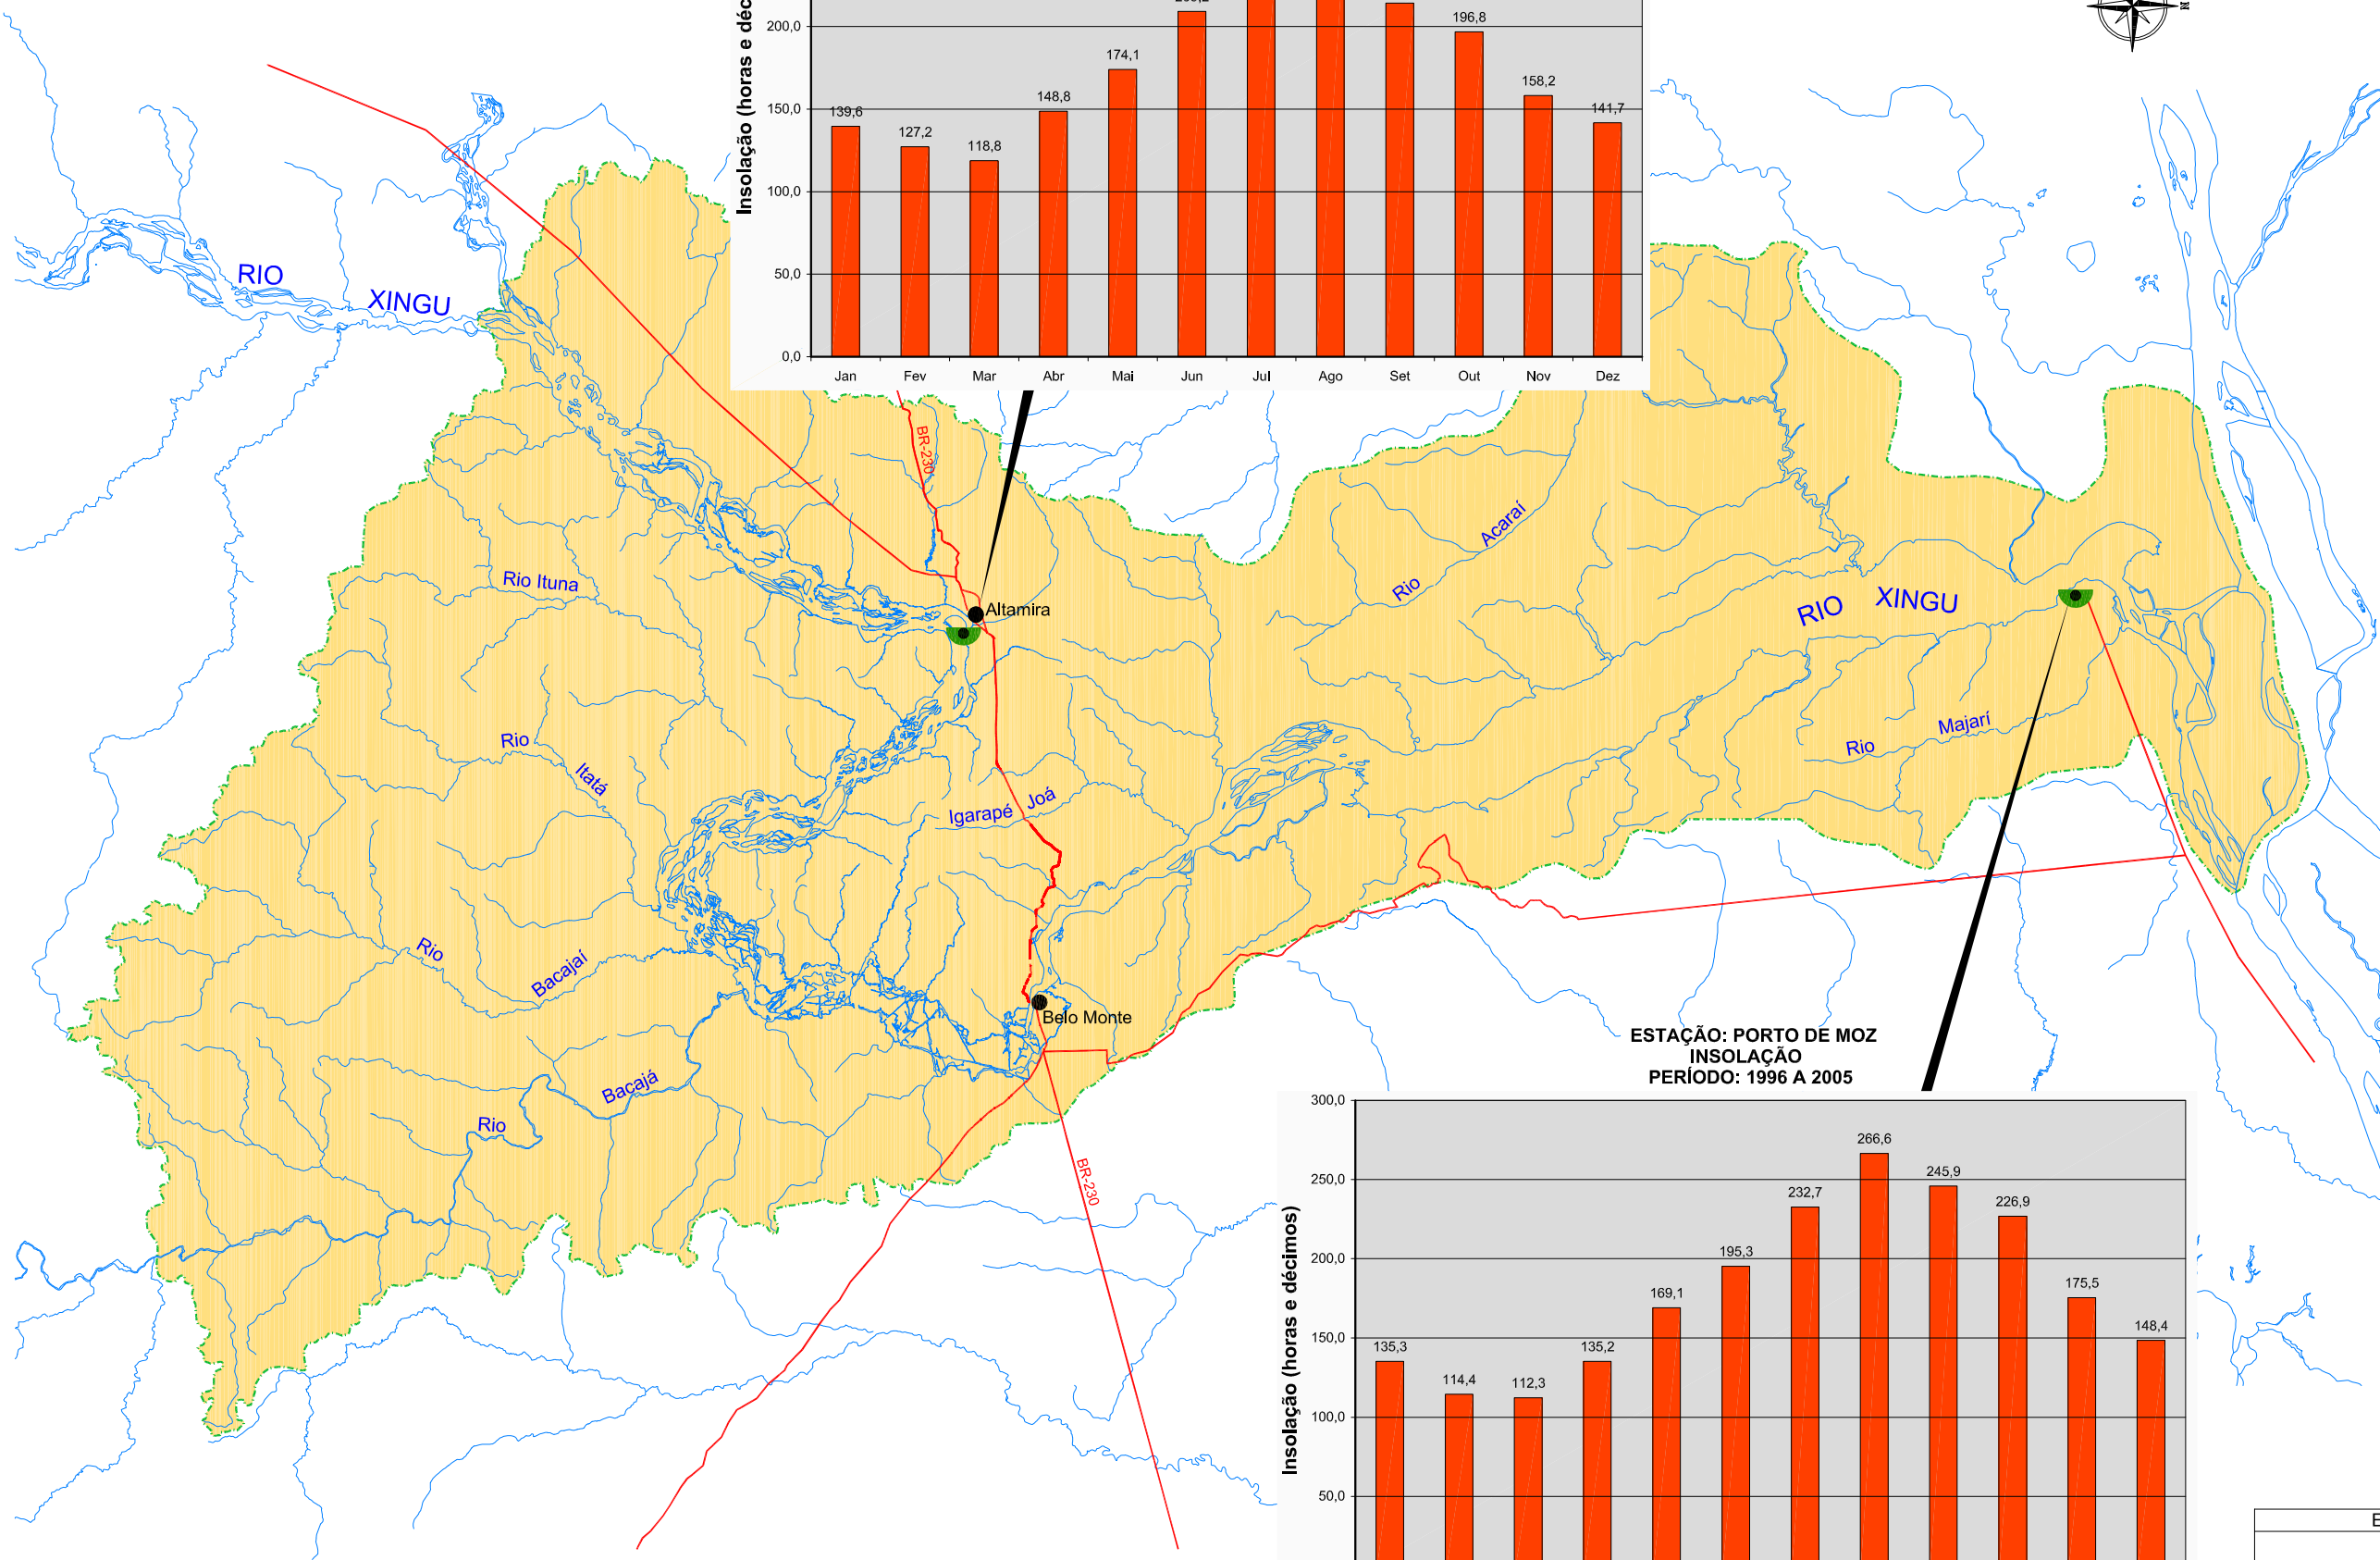 Insolação (horas e déc
200,0
150,0
100,0
50,0
0,0
139,6
127,2
118,8
148,8
174,1
196,8
158,2
141,7
Jan Fev Mar Abr Mai Jun Jul Ago Set Out Nov Dez
RIO XINGU
BR-230
Altamira
Rio Ituna
Rio Itatá
Igarapé Joá
Rio Bacajaí
Rio Bacajá
Belo Monte
BR-230
Rio Acaraí
RIO XINGU
Rio Majarí
ESTAÇÃO: PORTO DE MOZ
INSOLAÇÃO
PERÍODO: 1996 A 2005
Insolação (horas e décimos)
300,0
250,0
200,0
150,0
100,0
50,0
135,3
114,4
112,3
135,2
169,1
195,3
232,7
266,6
245,9
226,9
175,5
148,4